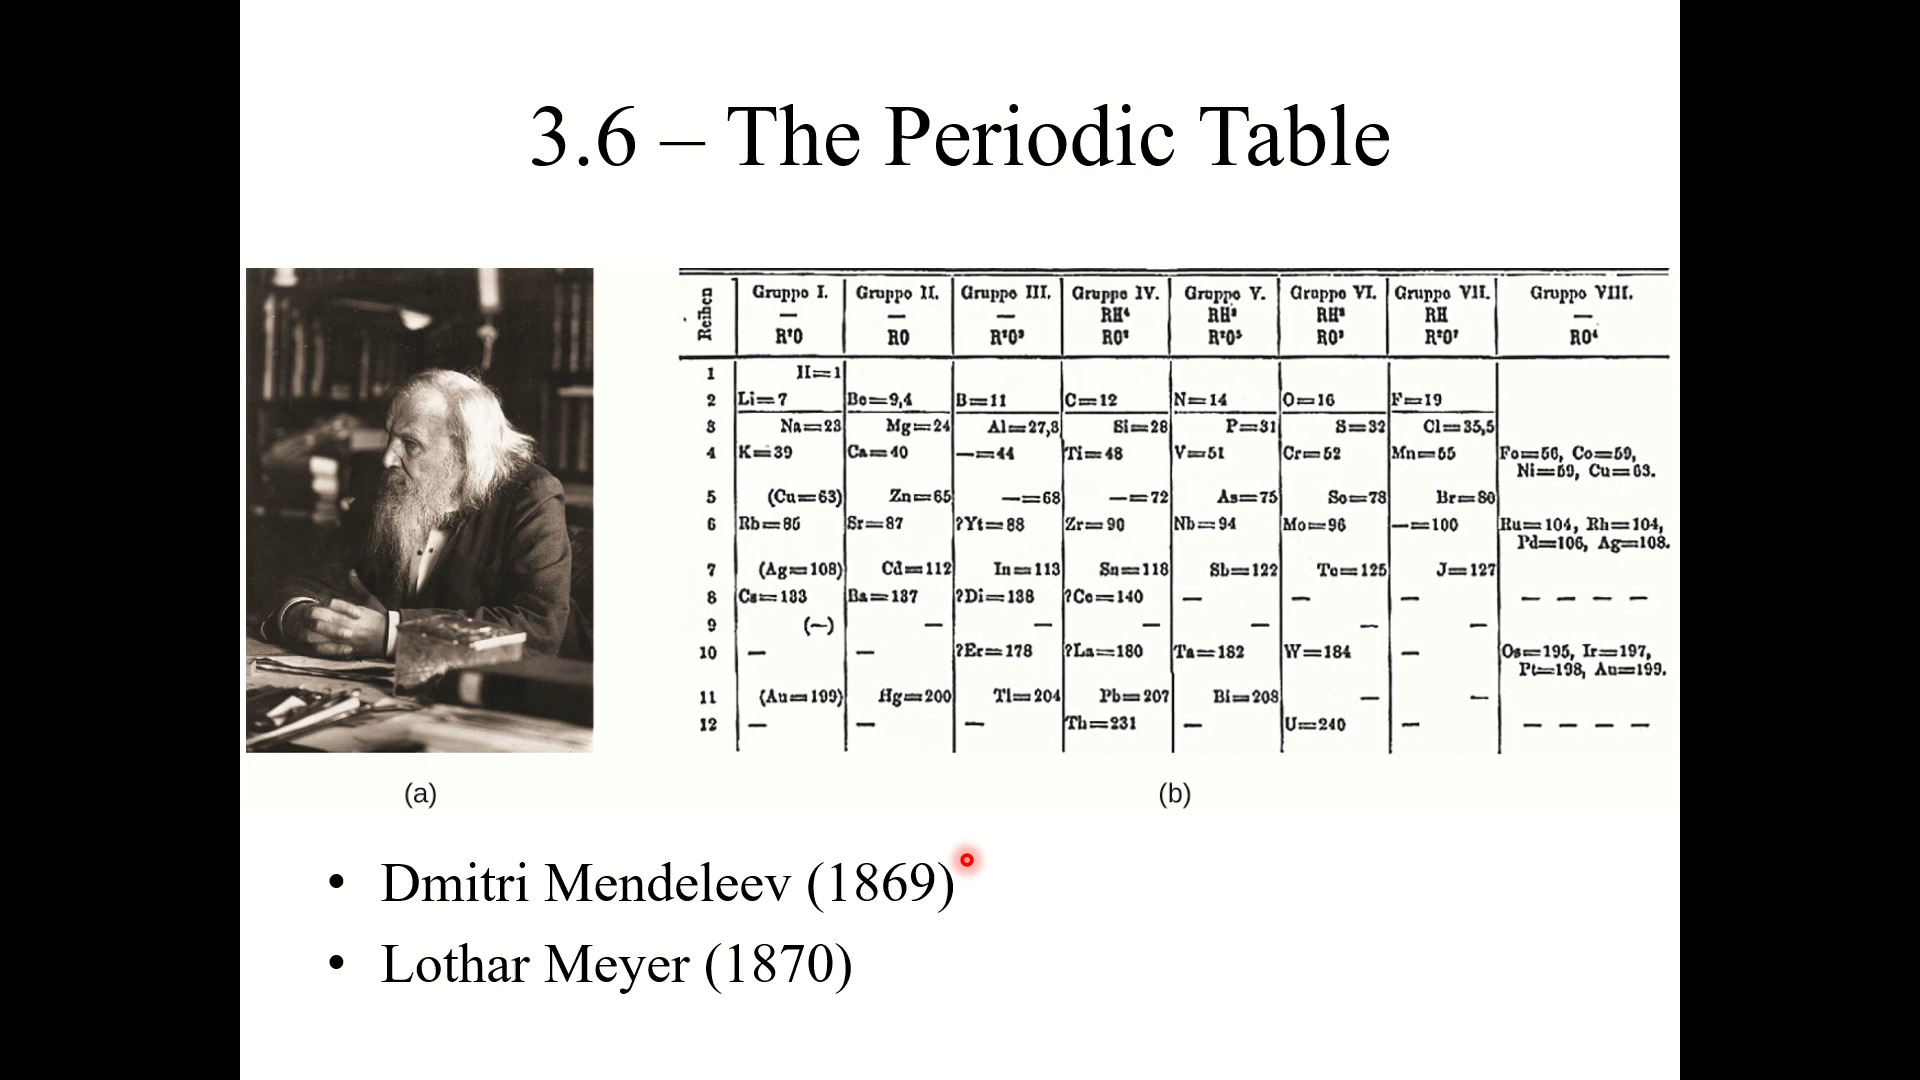 3.6 – The Periodic Table
Reihen
Gruppo I. Gruppo II. Gruppo III. Gruppo IV. Gruppo V. Gruppo VI. Gruppo VII. Gruppo VIII.
— — — RH⁴ RH³ RH² RH —
R²O RO R²O³ RO² R²O⁵ RO³ R²O⁷ RO⁴
1 H=1
2 Li=7 Be=9,4 B=11 C=12 N=14 O=16 F=19
3 Na=23 Mg=24 Al=27,3 Si=28 P=31 S=32 Cl=35,5
4 K=39 Ca=40 —=44 Ti=48 V=51 Cr=52 Mn=55 Fo=56, Co=59,
Ni=59, Cu=63.
5 (Cu=63) Zn=65 —=68 —=72 As=75 So=78 Br=80
6 Rb=85 Sr=87 ?Yt=88 Zr=90 Nb=94 Mo=96 —=100 Ru=104, Rh=104,
Pd=106, Ag=108.
7 (Ag=108) Cd=112 In=113 Sn=118 Sb=122 Te=125 J=127
8 Cs=133 Ba=137 ?Di=138 ?Ce=140 — — — — — — —
9 (—) — — — — — —
10 — — ?Er=178 ?La=180 Ta=182 W=184 — Os=195, Ir=197,
Pt=198, Au=199.
11 (Au=199) Hg=200 Tl=204 Pb=207 Bi=208 — —
12 — — — Th=231 — U=240 — — — — —
(a)
(b)
• Dmitri Mendeleev (1869)
• Lothar Meyer (1870)